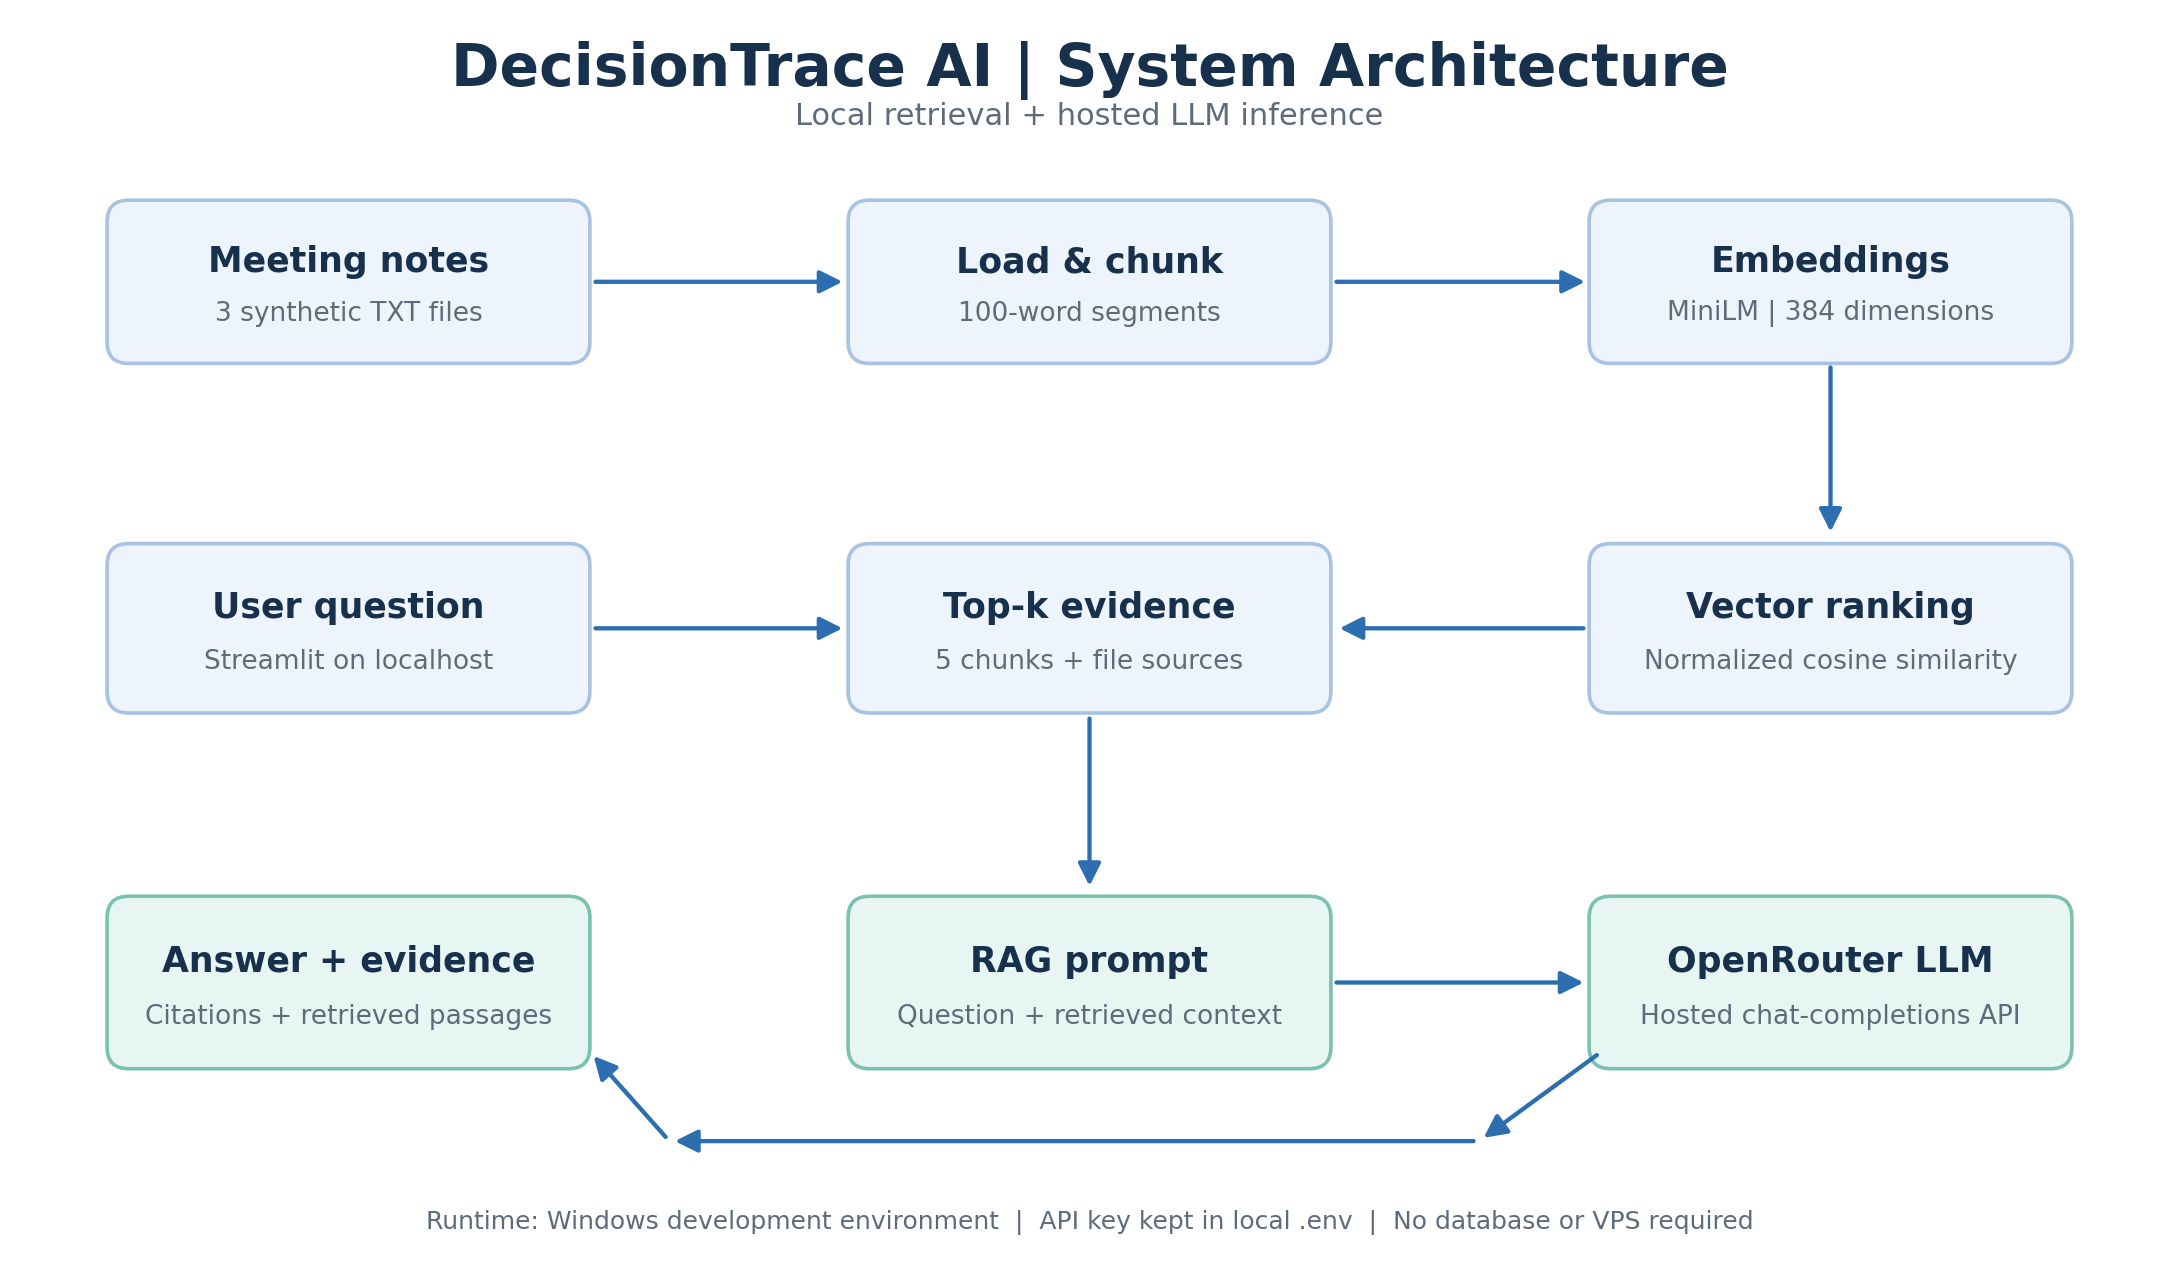 DecisionTrace AI | System Architecture
Local retrieval + hosted LLM inference
Meeting notes
3 synthetic TXT files
Load & chunk
100-word segments
Embeddings
MiniLM | 384 dimensions
User question
Streamlit on localhost
Top-k evidence
5 chunks + file sources
Vector ranking
Normalized cosine similarity
Answer + evidence
Citations + retrieved passages
RAG prompt
Question + retrieved context
OpenRouter LLM
Hosted chat-completions API
Runtime: Windows development environment | API key kept in local .env | No database or VPS required